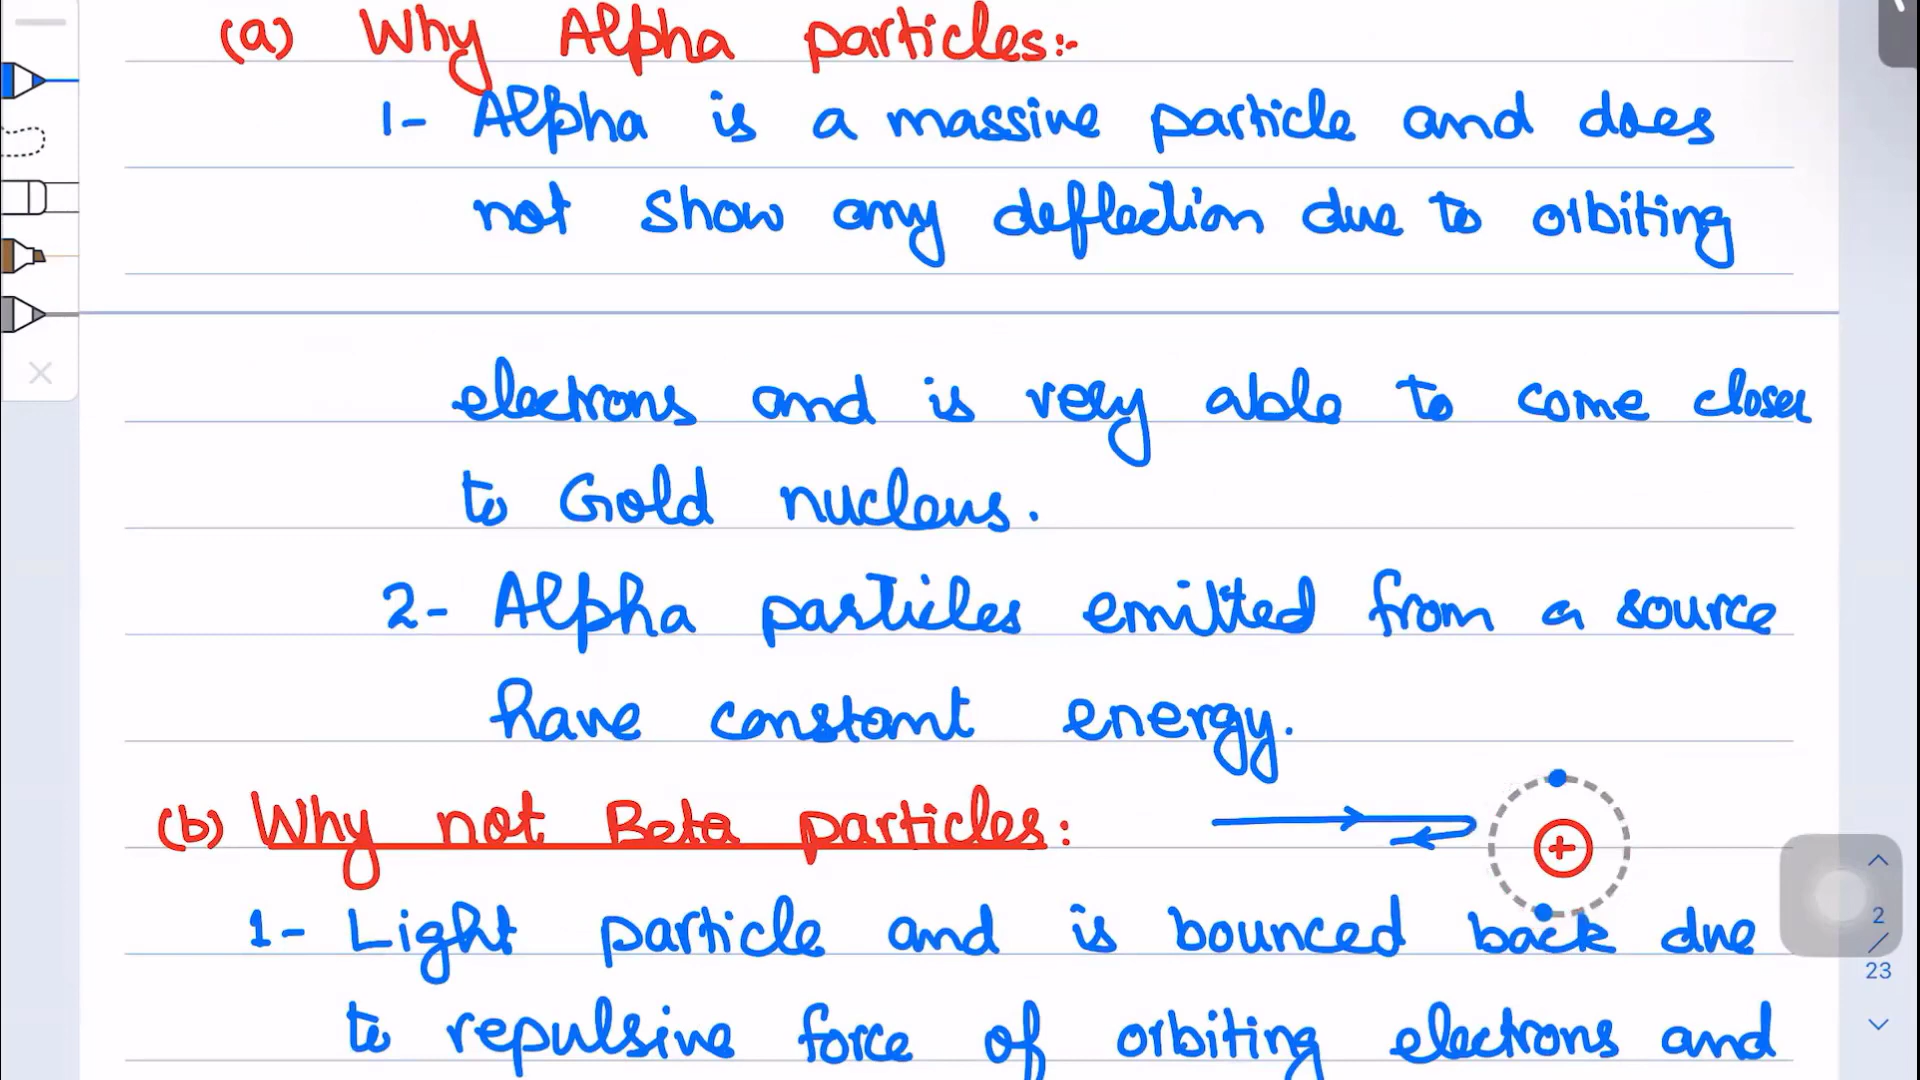 (a) Why Alpha particles:-
1- Alpha is a massive particle and does
not show any deflection due to orbiting
electrons and is very able to come closer
to Gold nucleus.
2- Alpha particles emitted from a source
have constant energy.
(b) Why not Beta particles:
+
1- Light particle and is bounced back due
to repulsive force of orbiting electrons and
2
/
23